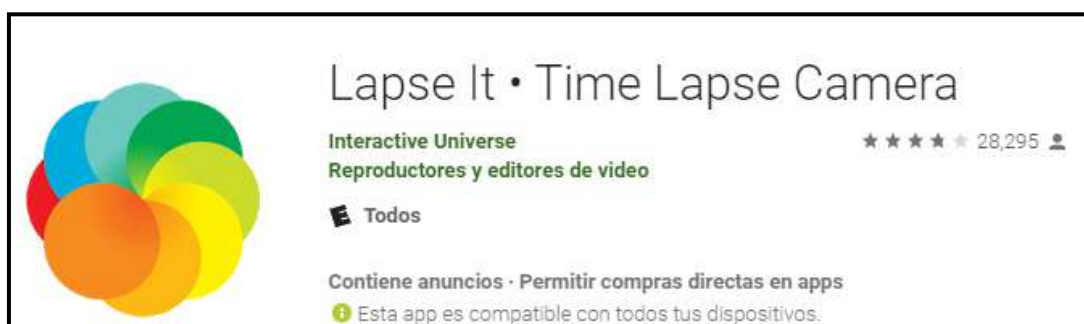 Lapse It • Time Lapse Camera
Interactive Universe
28,295
Reproductores y editores de video
E Todos
Contiene anuncios · Permitir compras directas en apps
Esta app es compatible con todos tus dispositivos.